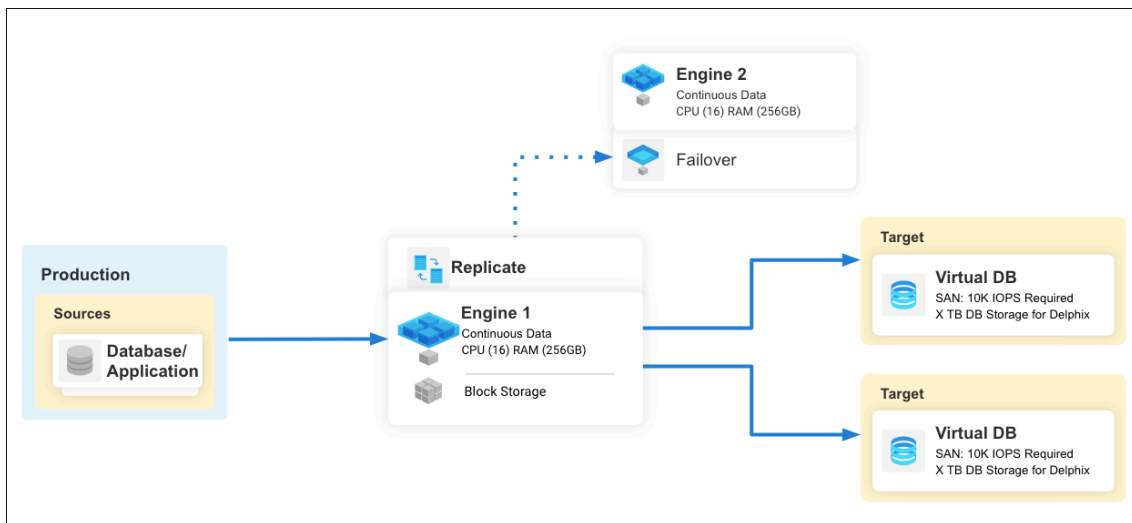 Engine 2
Continuous Data
CPU (16) RAM (256GB)
Failover
Production
Sources
Database/
Application
Replicate
Engine 1
Continuous Data
CPU (16) RAM (256GB)
Block Storage
Target
Virtual DB
SAN: 10K IOPS Required
X TB DB Storage for Delphix
Target
Virtual DB
SAN: 10K IOPS Required
X TB DB Storage for Delphix